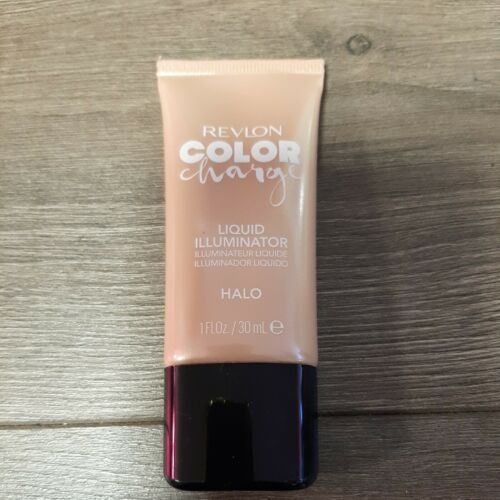 REVLON
COLOR
charge
LIQUID
ILLUMINATOR
ILLUMINATEUR LIQUIDE
ILLUMINADOR LIQUIDO
HALO
1 FL.Oz. / 30 mL ℮